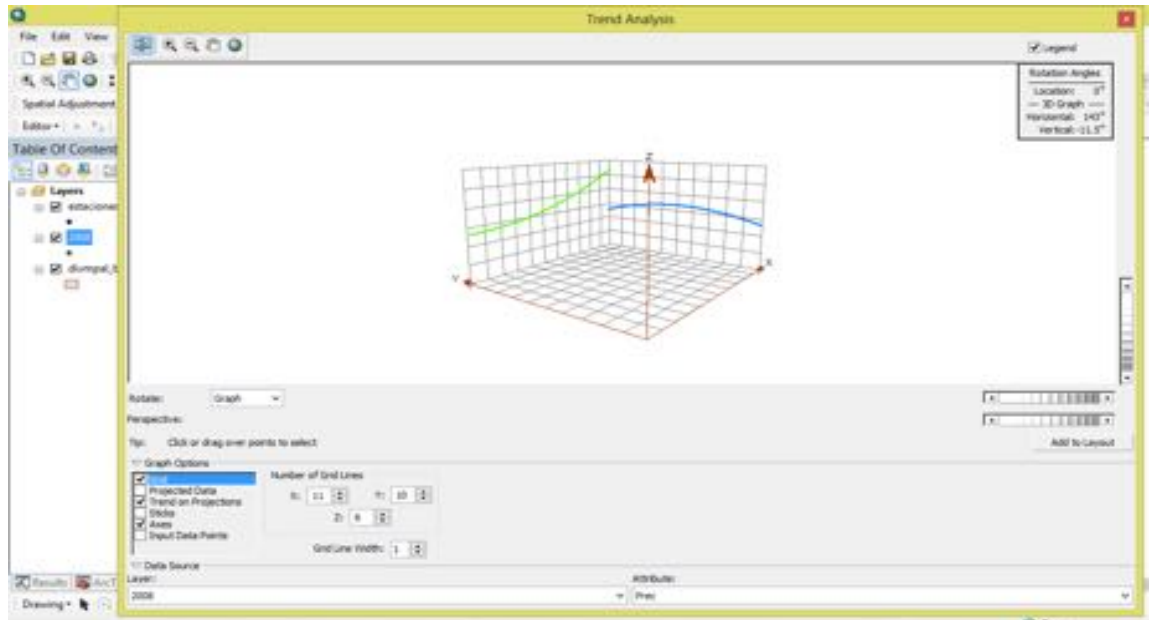 Trend Analysis
File Edit View
Legend
Rotation Angles
Location: 0°
3D Graph
Horizontal: 143°
Vertical: -11.5°
Spatial Adjustment
Editor
Table Of Content
Layers
estaciones
2008
Z
Y
X
Rotate: Graph
Perspective:
Tip: Click or drag over points to select
Add to Layout
Graph Options
Grid
Projected Data
Trend on Projections
Sticks
Axes
Input Data Points
Number of Grid Lines
X: 11 Y: 10
Z: 6
Grid Line Width: 1
Data Source
Layer: Attribute:
2008 Prec
Results ArcT
Drawing